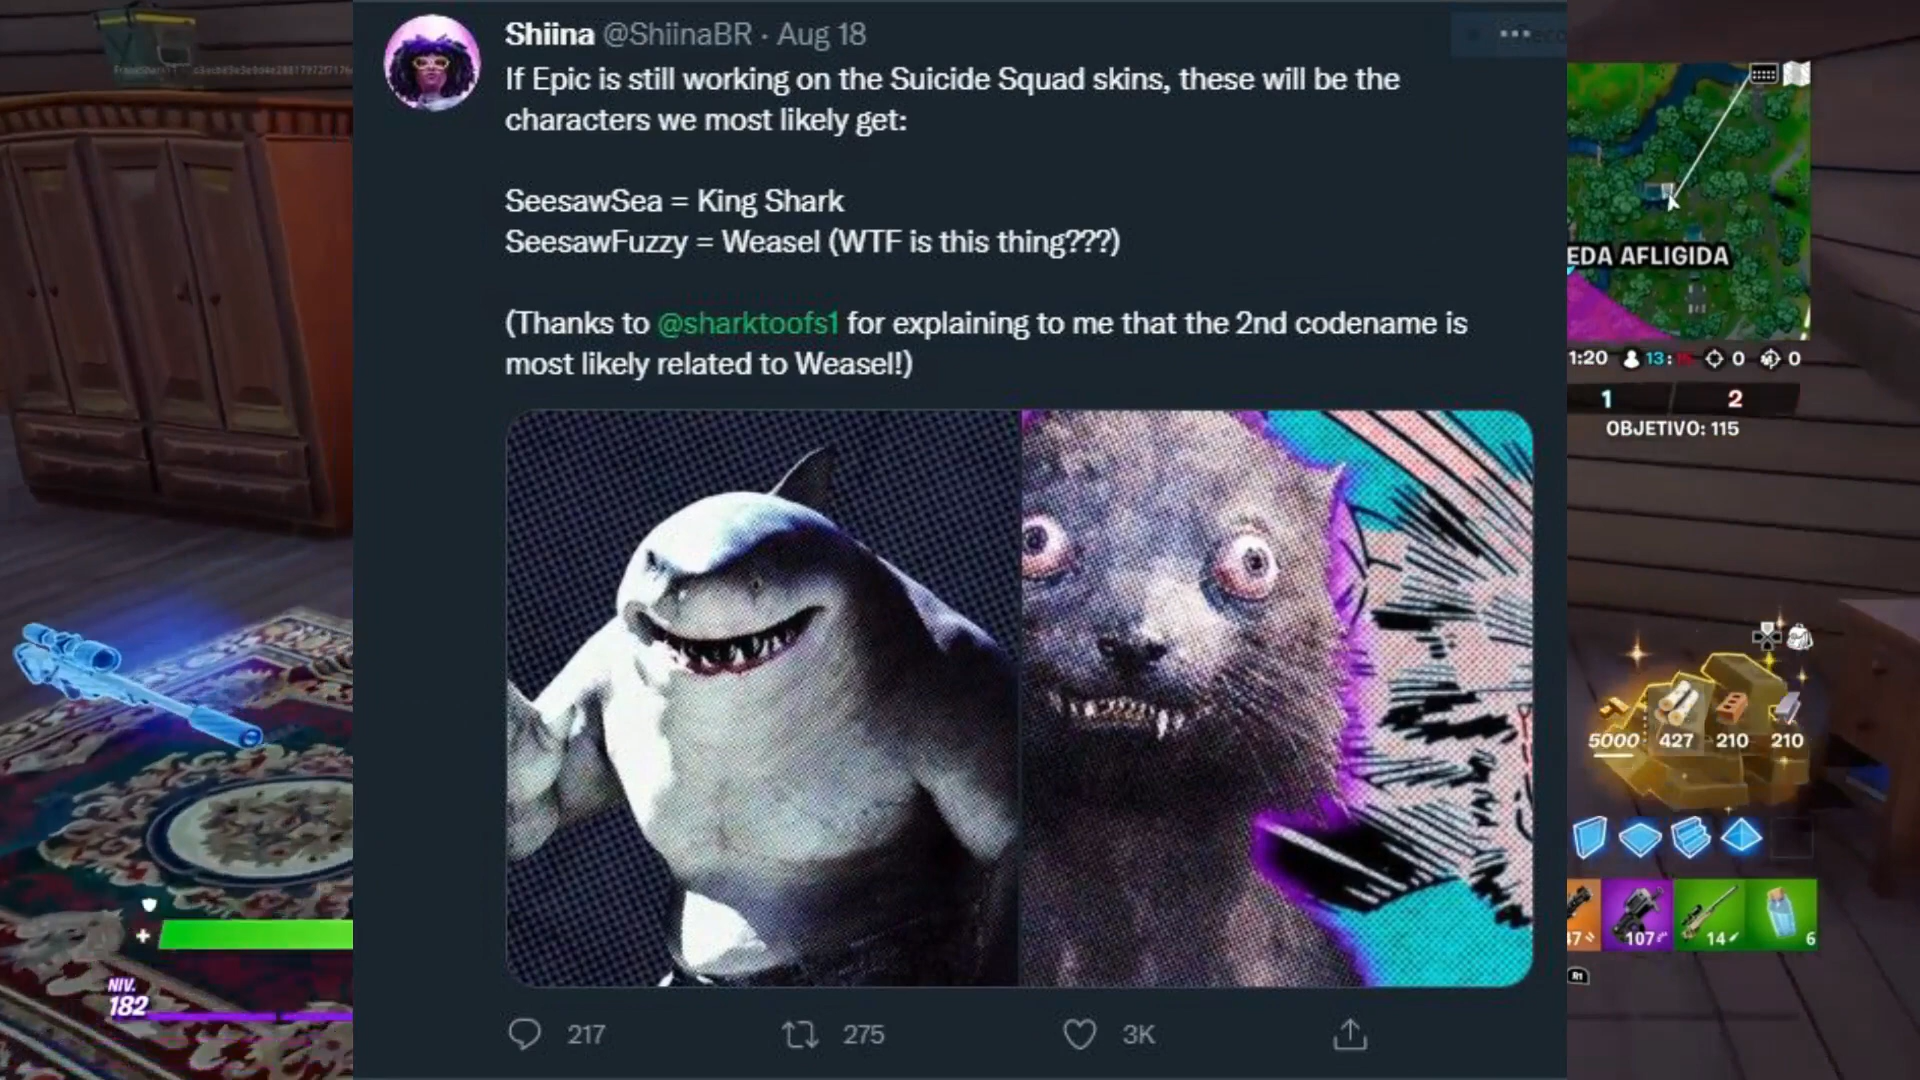 Shiina @ShiinaBR · Aug 18
If Epic is still working on the Suicide Squad skins, these will be the
characters we most likely get:
SeesawSea = King Shark
SeesawFuzzy = Weasel (WTF is this thing???)
(Thanks to @sharktoofs1 for explaining to me that the 2nd codename is
most likely related to Weasel!)
217 275 3K
EDA AFLIGIDA
1:20 13: 0 0
1 2
OBJETIVO: 115
5000 427 210 210
47 107 14 6
R1
NIV.
182